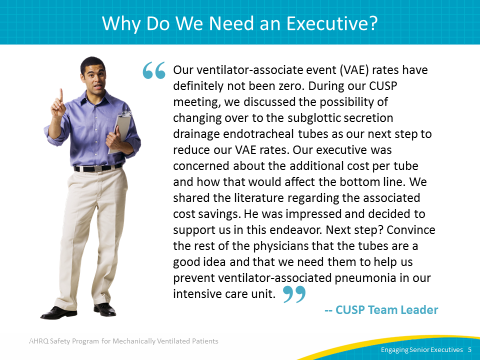 Why Do We Need an Executive?
“ Our ventilator-associate event (VAE) rates have
definitely not been zero. During our CUSP
meeting, we discussed the possibility of
changing over to the subglottic secretion
drainage endotracheal tubes as our next step to
reduce our VAE rates. Our executive was
concerned about the additional cost per tube
and how that would affect the bottom line. We
shared the literature regarding the associated
cost savings. He was impressed and decided to
support us in this endeavor. Next step? Convince
the rest of the physicians that the tubes are a
good idea and that we need them to help us
prevent ventilator-associated pneumonia in our
intensive care unit. ”
-- CUSP Team Leader
AHRQ Safety Program for Mechanically Ventilated Patients
Engaging Senior Executives 5